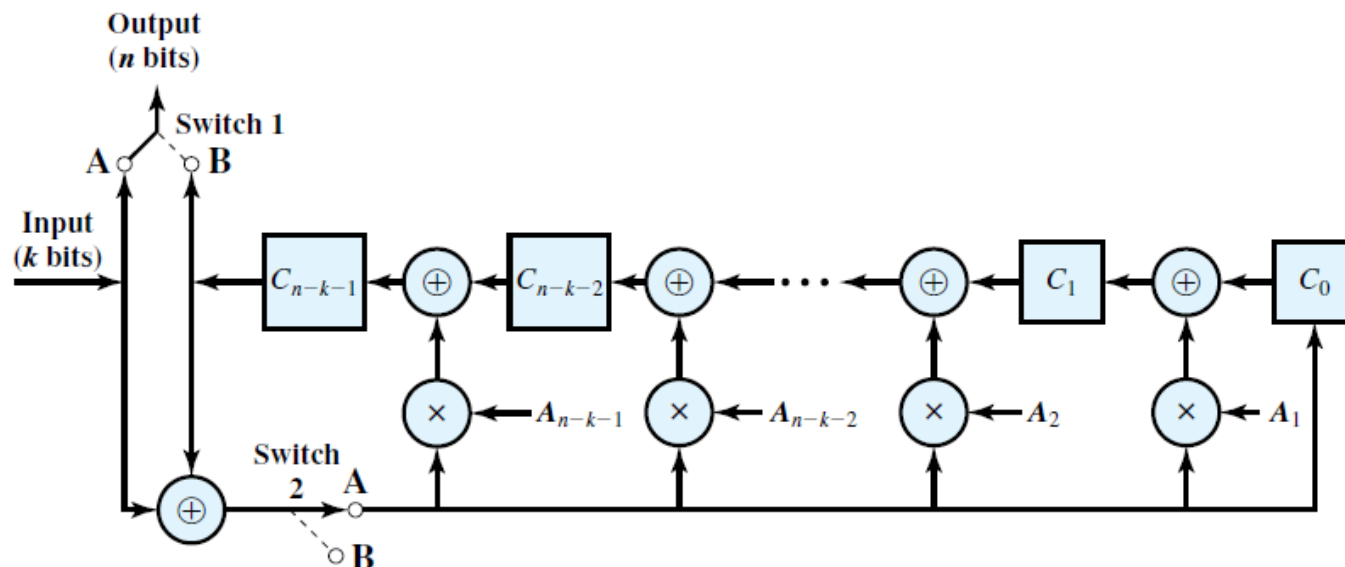 Output
(n bits)
Switch 1
A
B
Input
(k bits)
C_{n−k−1}
⊕
C_{n−k−2}
⊕
• • •
⊕
C_1
⊕
C_0
×
A_{n−k−1}
×
A_{n−k−2}
×
A_2
×
A_1
Switch
2
A
⊕
B